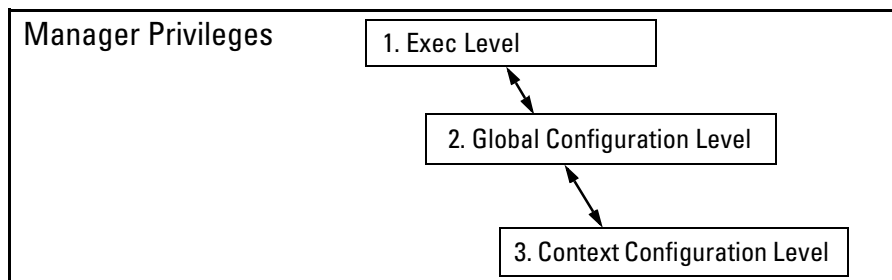 Manager Privileges
1. Exec Level
2. Global Configuration Level
3. Context Configuration Level